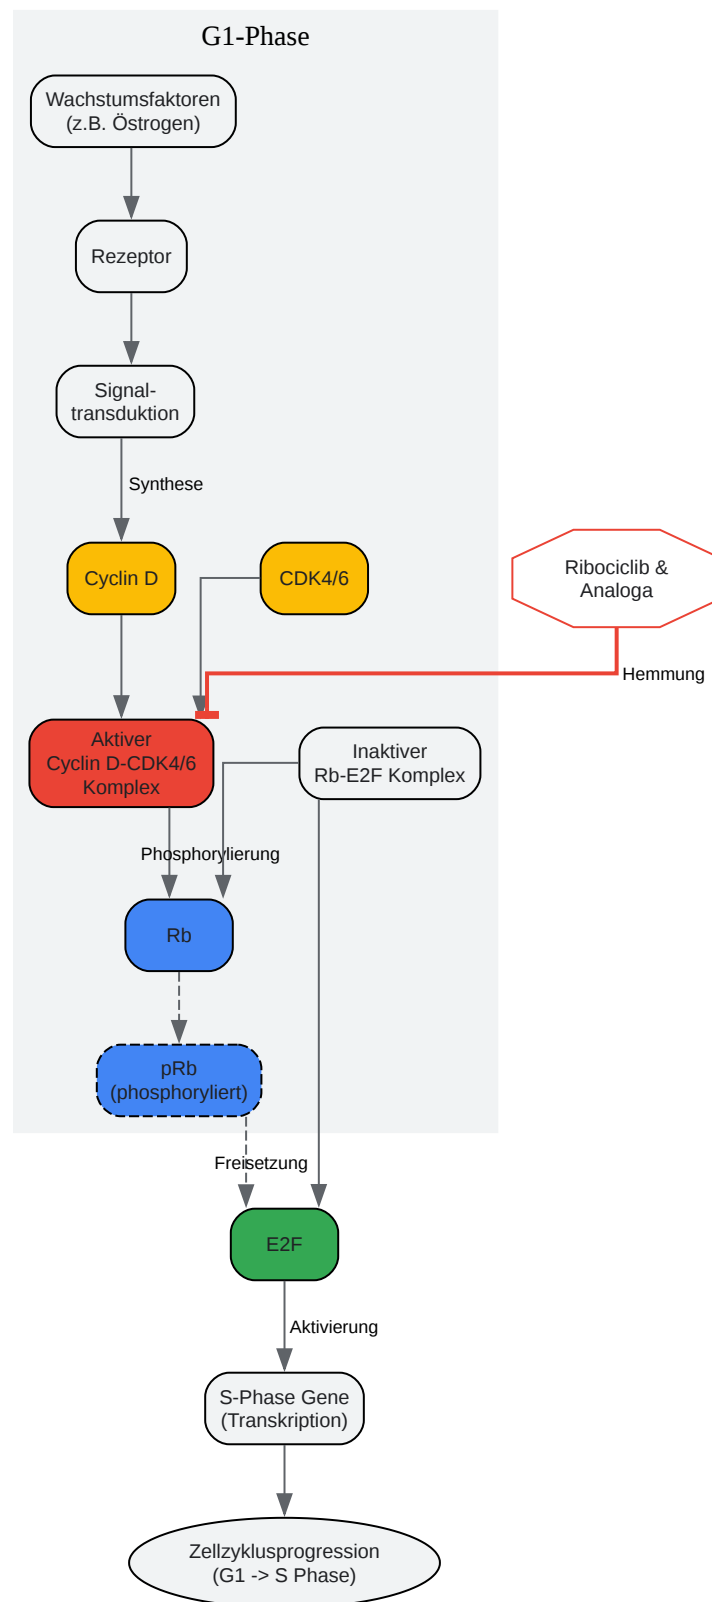 G1-Phase
Wachstumsfaktoren
(z.B. Östrogen)
Rezeptor
Signal-
transduktion
Synthese
Cyclin D
CDK4/6
Ribociclib &
Analoga
Hemmung
Aktiver
Cyclin D-CDK4/6
Komplex
Inaktiver
Rb-E2F Komplex
Phosphorylierung
Rb
pRb
(phosphoryliert)
Freisetzung
E2F
Aktivierung
S-Phase Gene
(Transkription)
Zellzyklusprogression
(G1 -> S Phase)